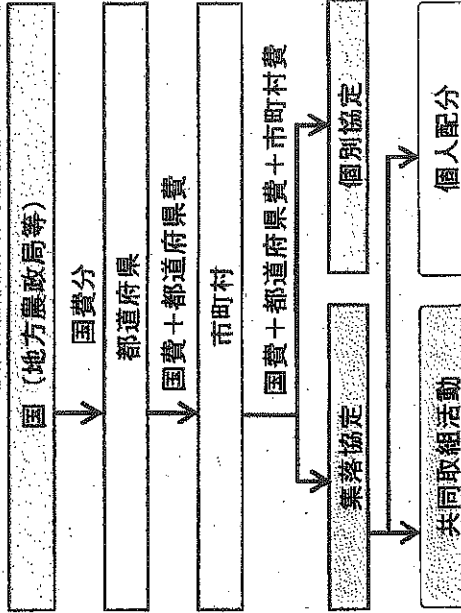 国（地方農政局等）
国費分
都道府県
国費＋都道府県費
市町村
国費＋都道府県費＋市町村費
集落協定
個別協定
共同取組活動
個人配分